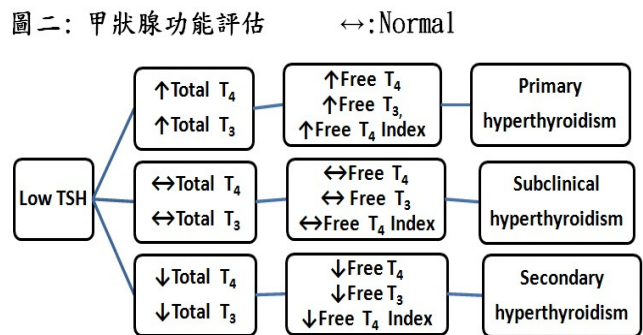 圖二: 甲狀腺功能評估 ↔:Normal
Low TSH
↑Total T₄
↑Total T₃
↑Free T₄
↑Free T₃,
↑Free T₄ Index
Primary
hyperthyroidism
↔Total T₄
↔Total T₃
↔Free T₄
↔ Free T₃
↔Free T₄ Index
Subclinical
hyperthyroidism
↓Total T₄
↓Total T₃
↓Free T₄
↓Free T₃
↓Free T₄ Index
Secondary
hyperthyroidism